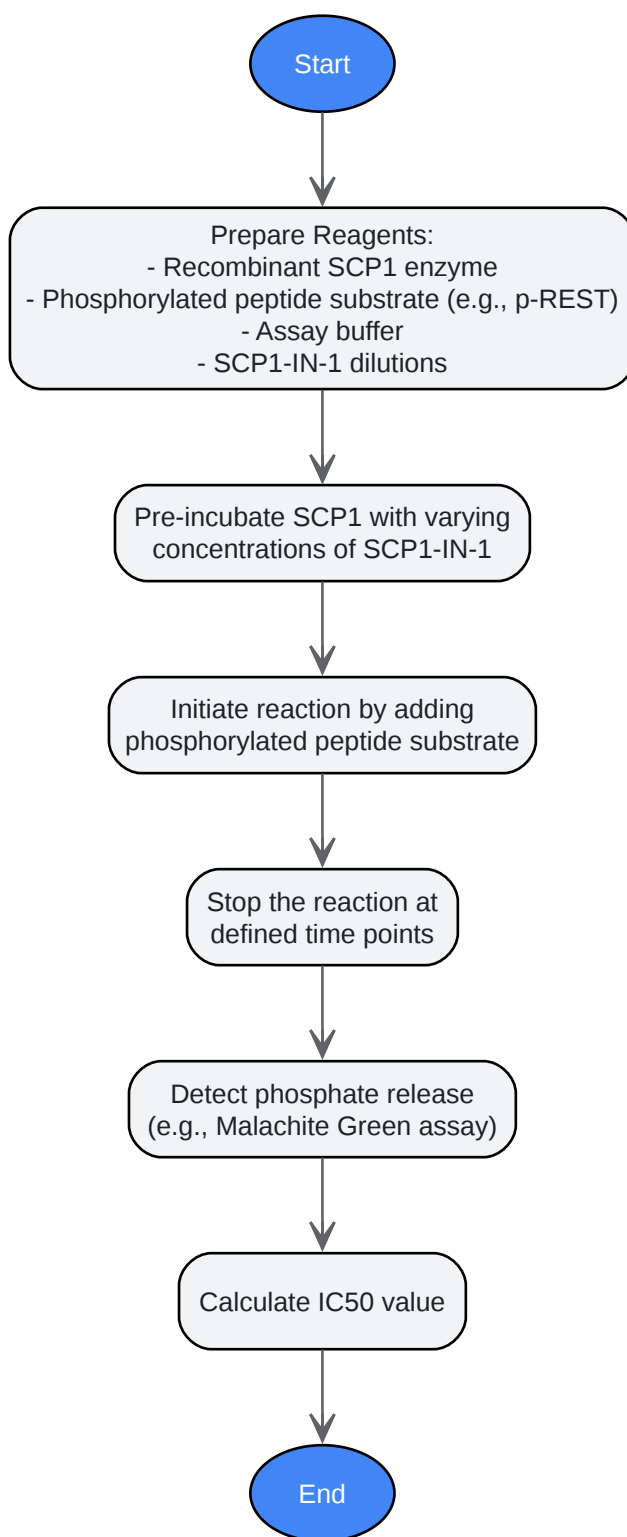 Start
Prepare Reagents:
- Recombinant SCP1 enzyme
- Phosphorylated peptide substrate (e.g., p-REST)
- Assay buffer
- SCP1-IN-1 dilutions
Pre-incubate SCP1 with varying
concentrations of SCP1-IN-1
Initiate reaction by adding
phosphorylated peptide substrate
Stop the reaction at
defined time points
Detect phosphate release
(e.g., Malachite Green assay)
Calculate IC50 value
End